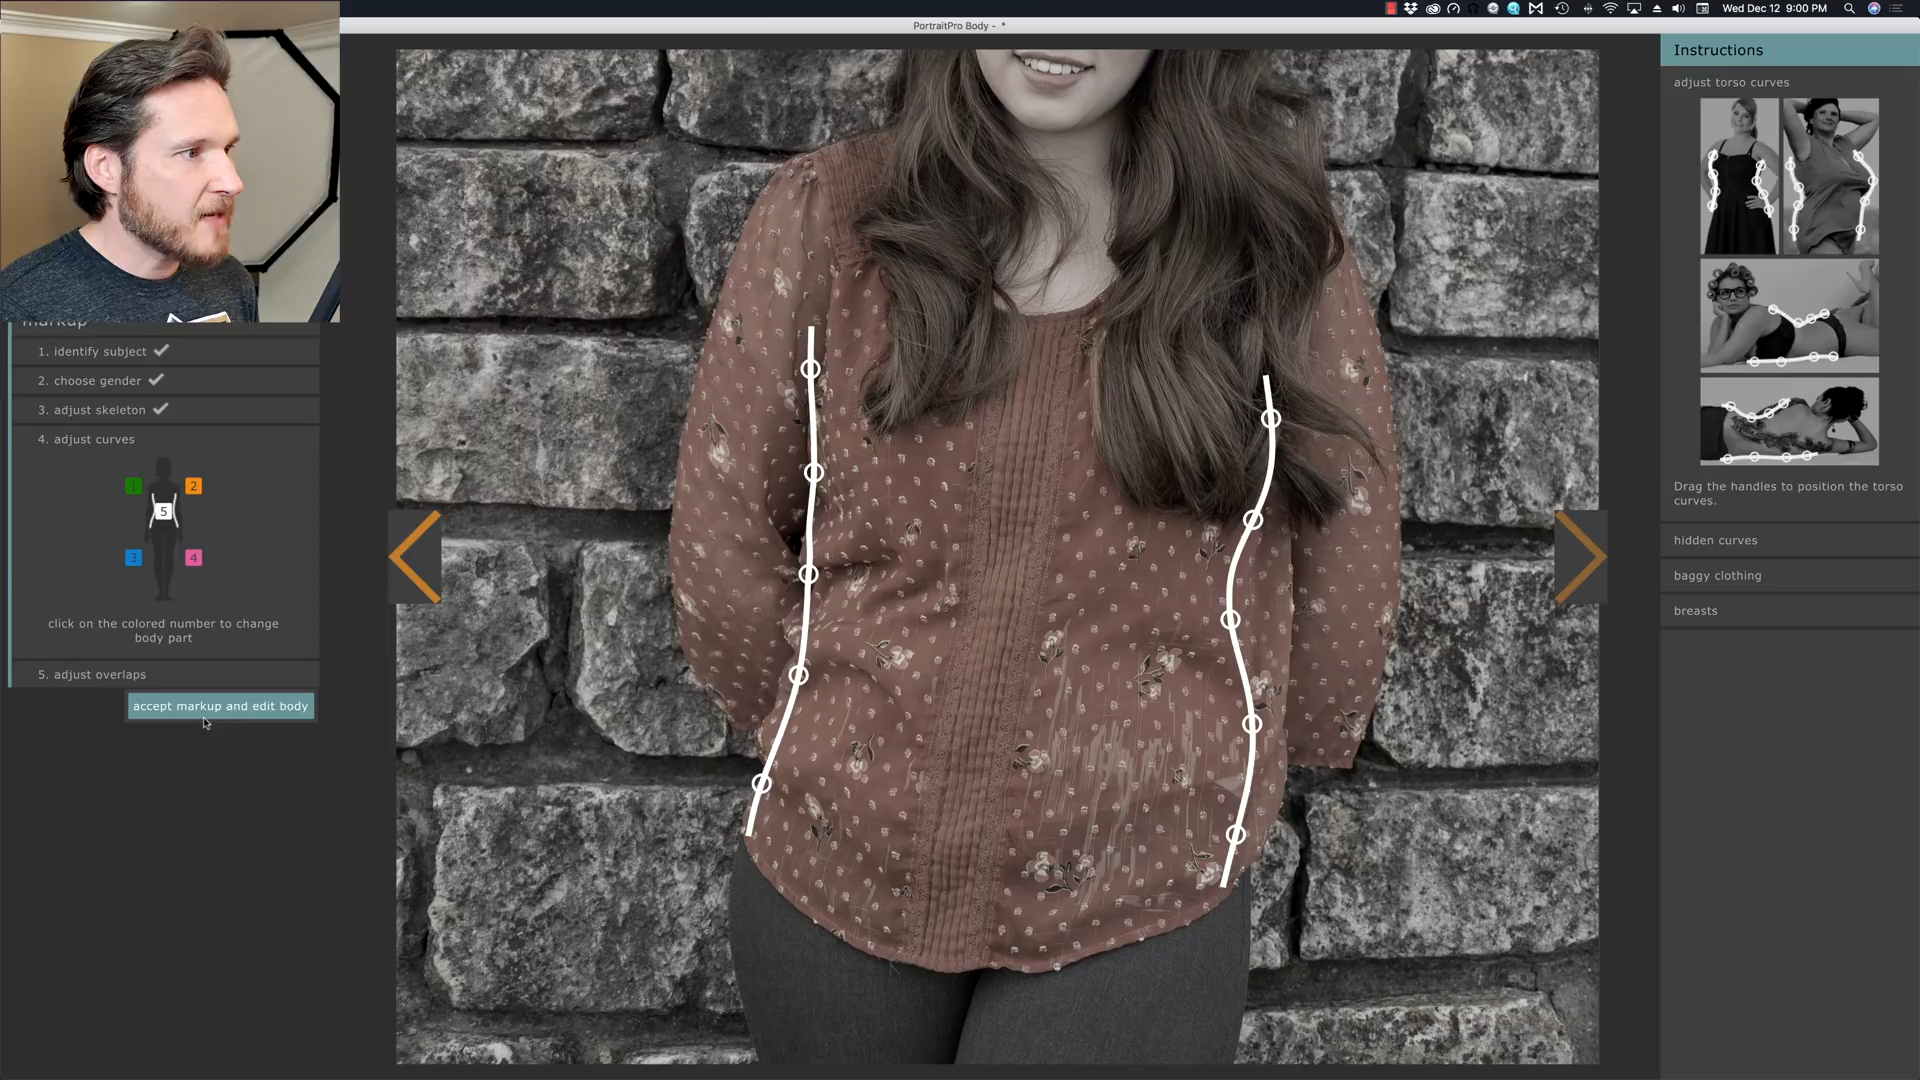 Wed Dec 12 9:00 PM
PortraitPro Body - *
markup
1. identify subject
2. choose gender
3. adjust skeleton
4. adjust curves
1
2
5
3
4
click on the colored number to change
body part
5. adjust overlaps
accept markup and edit body
Instructions
adjust torso curves
Drag the handles to position the torso
curves.
hidden curves
baggy clothing
breasts